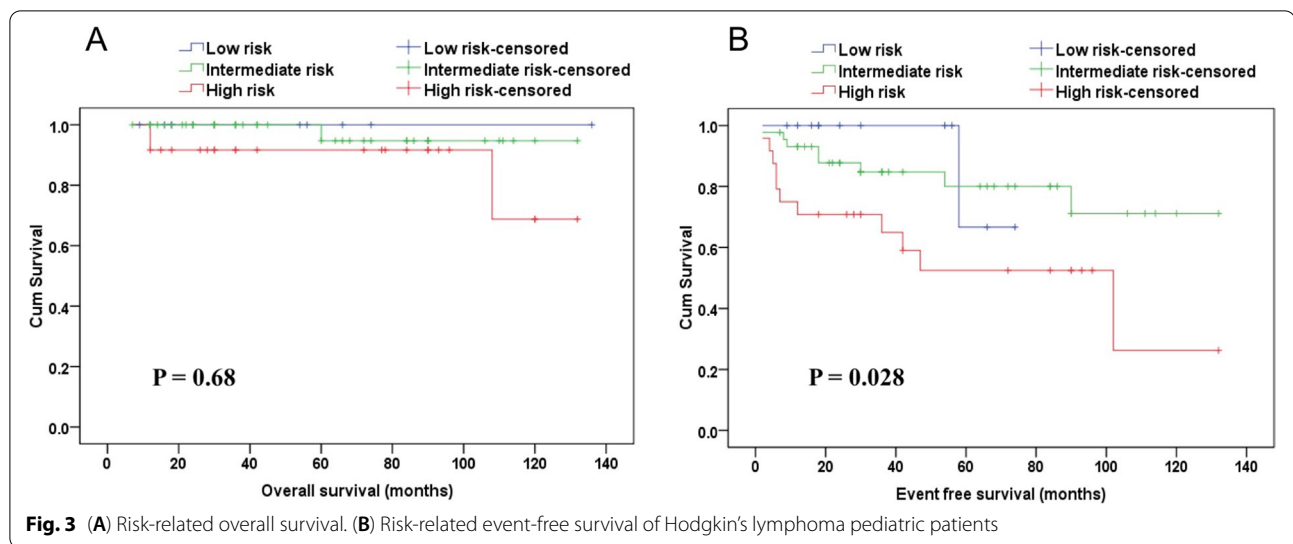 A
Low risk
Low risk-censored
Intermediate risk
Intermediate risk-censored
High risk
High risk-censored
1.0
0.8
0.6
0.4
0.2
0.0
Cum Survival
P = 0.68
0 20 40 60 80 100 120 140
Overall survival (months)
B
Low risk
Low risk-censored
Intermediate risk
Intermediate risk-censored
High risk
High risk-censored
1.0
0.8
0.6
0.4
0.2
0.0
Cum Survival
P = 0.028
0 20 40 60 80 100 120 140
Event free survival (months)
Fig. 3 (A) Risk-related overall survival. (B) Risk-related event-free survival of Hodgkin's lymphoma pediatric patients